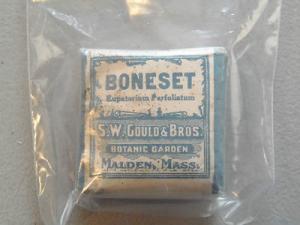 BONESET
Eupatorium Perfoliatum
S.W. GOULD & BROS.
BOTANIC GARDEN
MALDEN, MASS.